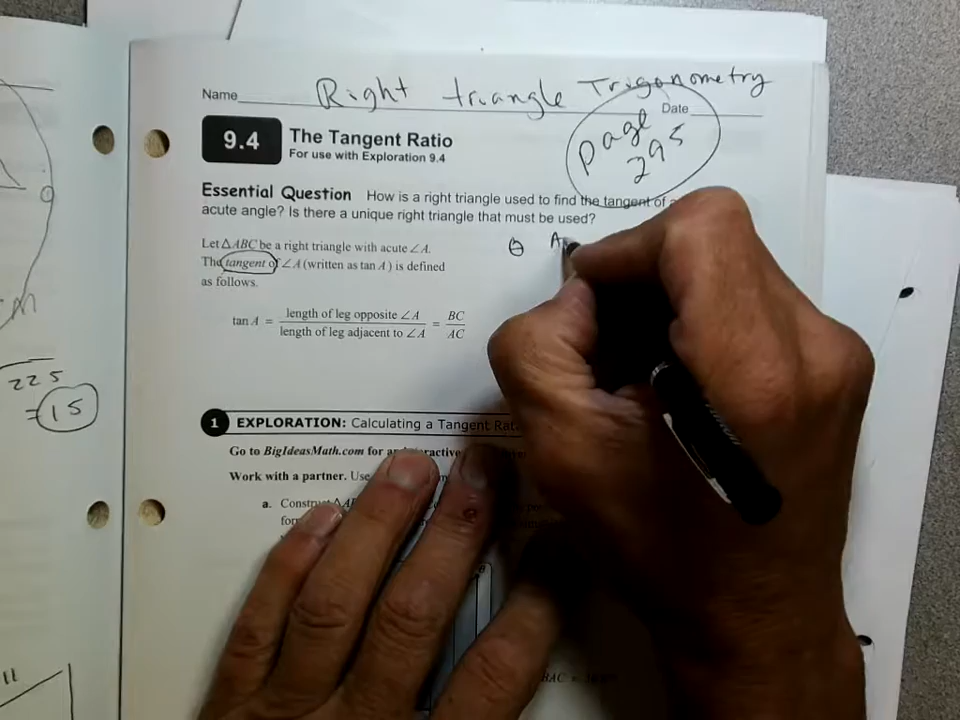 Name Right triangle Trigonometry
Date
page
295
9.4 The Tangent Ratio
For use with Exploration 9.4
Essential Question How is a right triangle used to find the tangent of
acute angle? Is there a unique right triangle that must be used?
Let △ABC be a right triangle with acute ∠A.
The tangent of ∠A (written as tan A) is defined
as follows.
θ A
tan A = length of leg opposite ∠A / length of leg adjacent to ∠A = BC / AC
1 EXPLORATION: Calculating a Tangent
Go to BigIdeasMath.com for
Work with a partner. Use
a. Construct
225
= 15